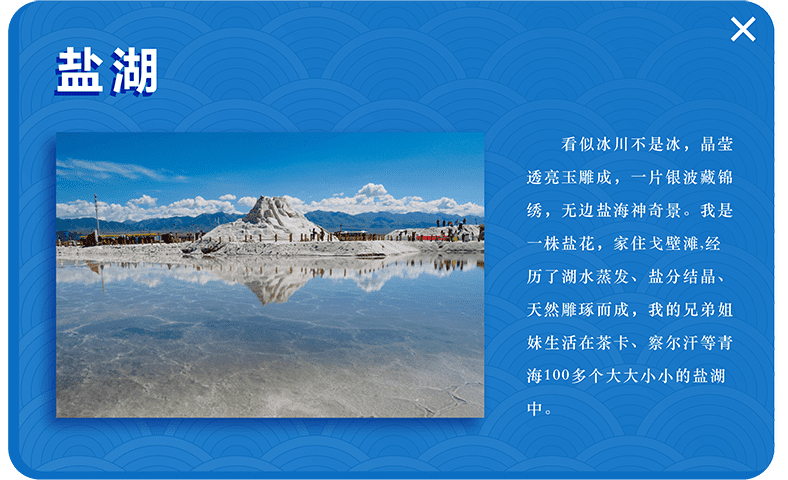 盐湖
看似冰川不是冰，晶莹
透亮玉雕成，一片银波藏锦
绣，无边盐海神奇景。我是
一株盐花，家住戈壁滩,经
历了湖水蒸发、盐分结晶、
天然雕琢而成，我的兄弟姐
妹生活在茶卡、察尔汗等青
海100多个大大小小的盐湖
中。